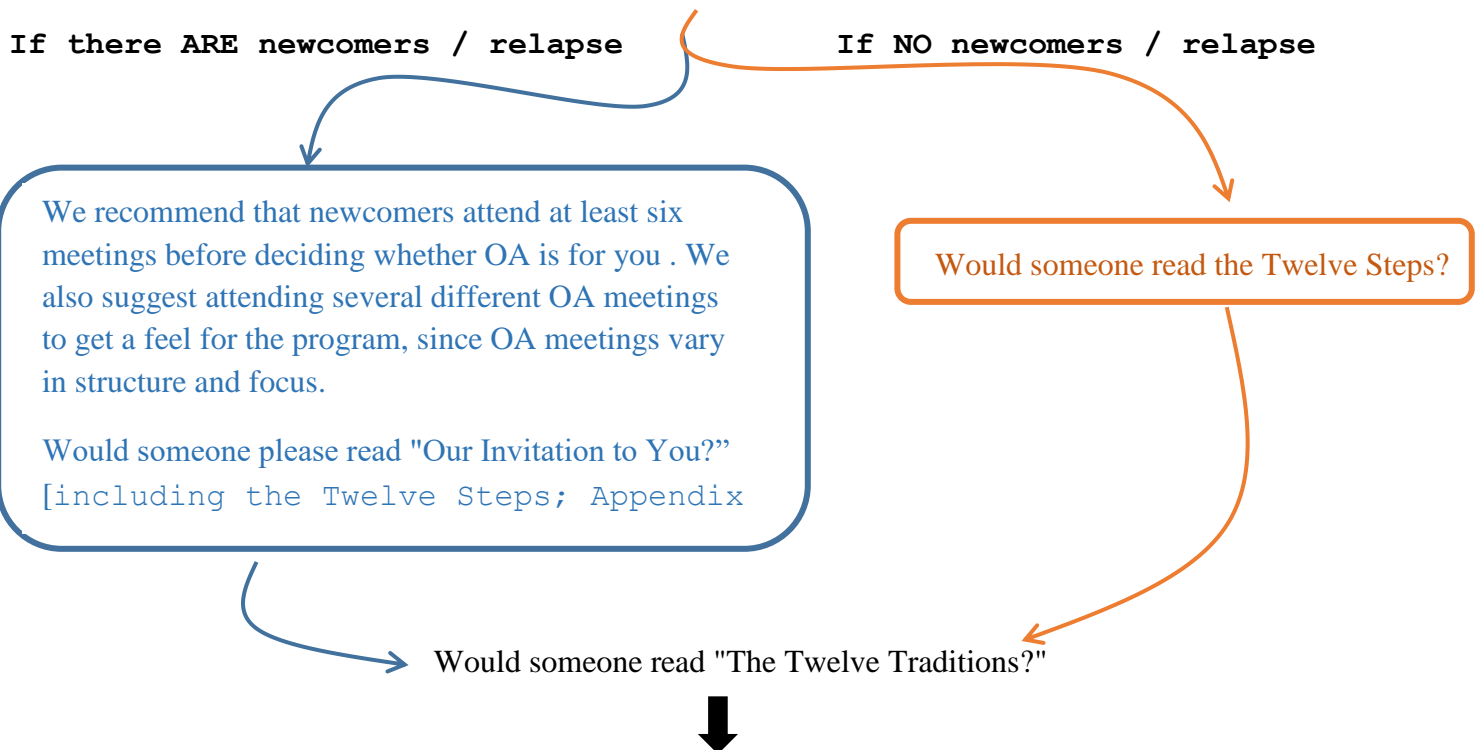 If there ARE newcomers / relapse
If NO newcomers / relapse
We recommend that newcomers attend at least six
meetings before deciding whether OA is for you . We
also suggest attending several different OA meetings
to get a feel for the program, since OA meetings vary
in structure and focus.
Would someone please read "Our Invitation to You?”
[including the Twelve Steps; Appendix
Would someone read the Twelve Steps?
Would someone read "The Twelve Traditions?"